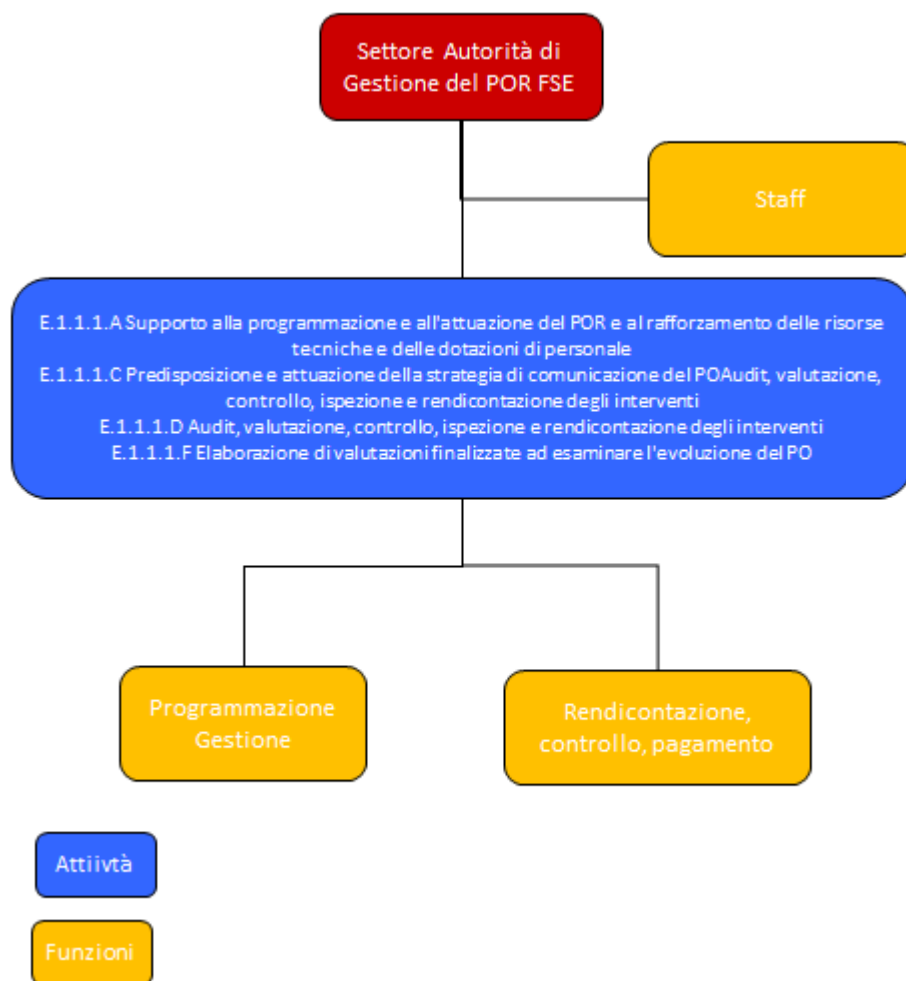 Settore Autorità di
Gestione del POR FSE
Staff
E.1.1.1.A Supporto alla programmazione e all'attuazione del POR e al rafforzamento delle risorse
tecniche e delle dotazioni di personale
E.1.1.1.C Predisposizione e attuazione della strategia di comunicazione del POAudit, valutazione,
controllo, ispezione e rendicontazione degli interventi
E.1.1.1.D Audit, valutazione, controllo, ispezione e rendicontazione degli interventi
E.1.1.1.F Elaborazione di valutazioni finalizzate ad esaminare l'evoluzione del PO
Programmazione
Gestione
Rendicontazione,
controllo, pagamento
Attiivtà
Funzioni